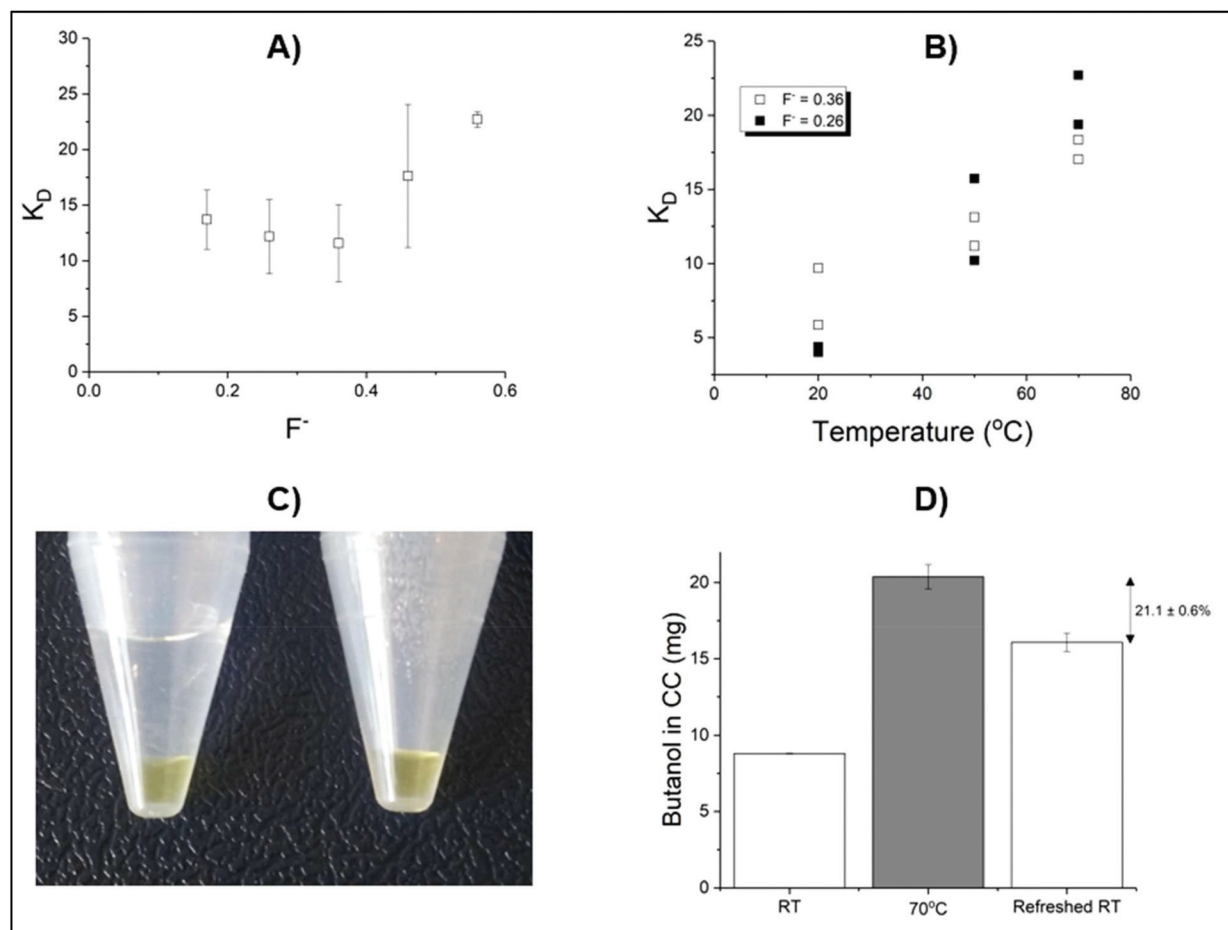 A)
30
25
20
15
10
5
0
K_D
0.0
0.2
0.4
0.6
F⁻
B)
25
20
15
10
5
K_D
F⁻ = 0.36
F⁻ = 0.26
0
20
40
60
80
Temperature (°C)
C)
D)
20
15
10
5
0
Butanol in CC (mg)
21.1 ± 0.6%
RT
70°C
Refreshed RT